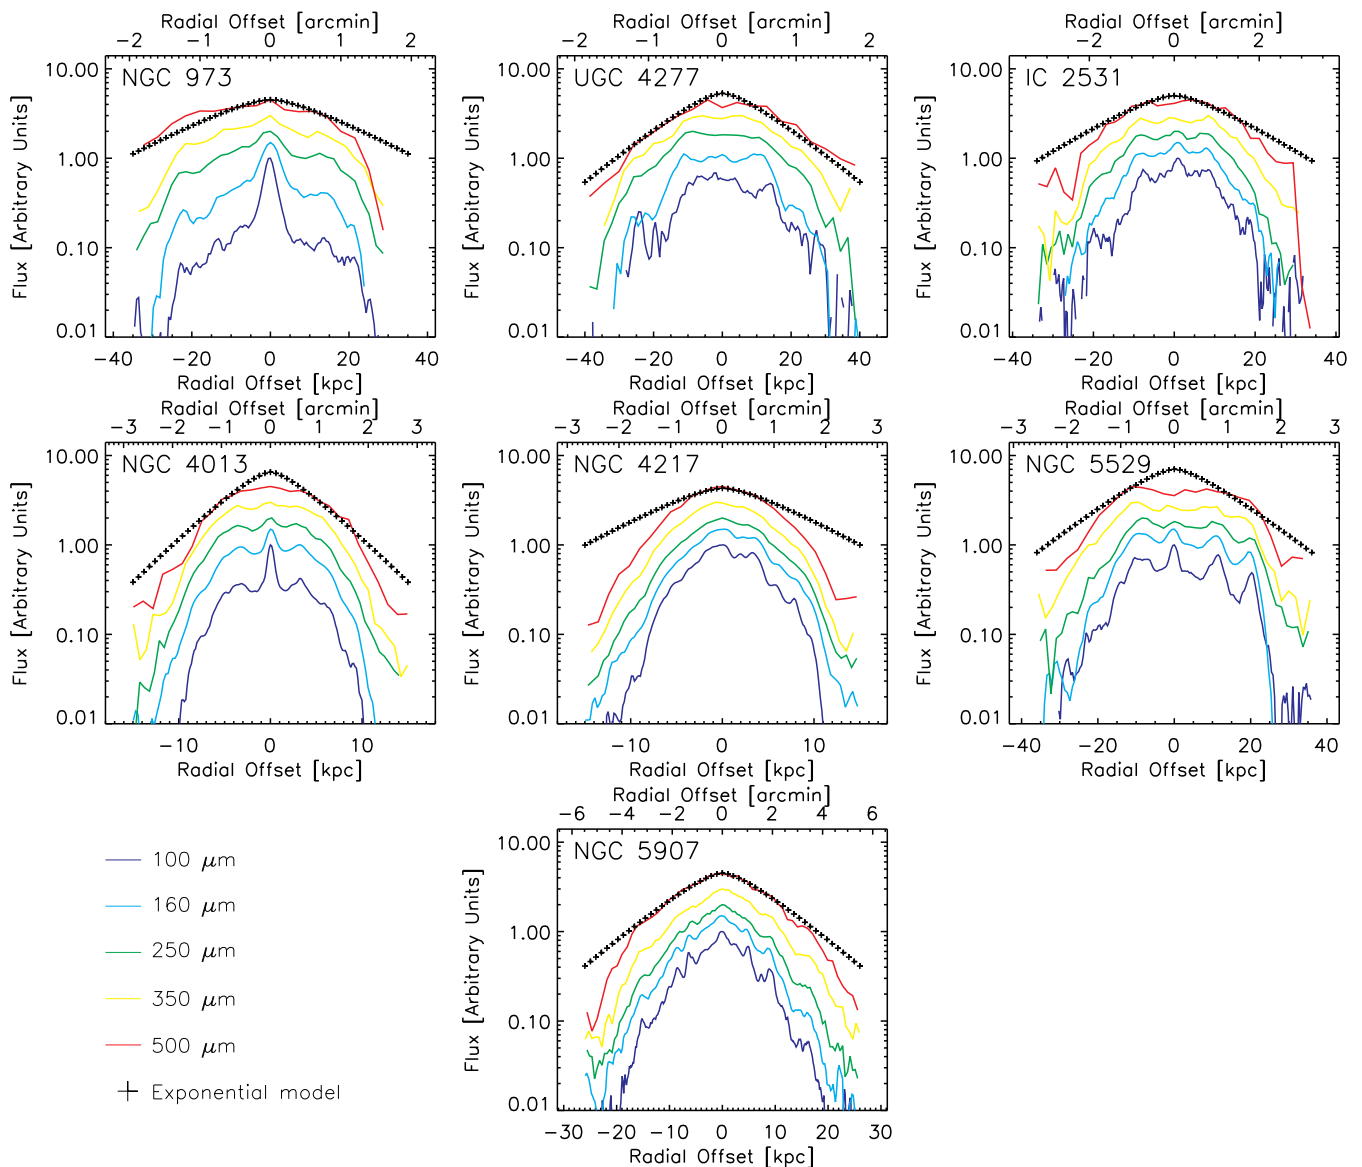 Radial Offset [arcmin]
−2 −1 0 1 2
NGC 973
Flux [Arbitrary Units]
10.00
1.00
0.10
0.01
−40 −20 0 20 40
Radial Offset [kpc]
Radial Offset [arcmin]
−2 −1 0 1 2
UGC 4277
Flux [Arbitrary Units]
10.00
1.00
0.10
0.01
−40 −20 0 20 40
Radial Offset [kpc]
Radial Offset [arcmin]
−2 0 2
IC 2531
Flux [Arbitrary Units]
10.00
1.00
0.10
0.01
−40 −20 0 20 40
Radial Offset [kpc]
Radial Offset [arcmin]
−3 −2 −1 0 1 2 3
NGC 4013
Flux [Arbitrary Units]
10.00
1.00
0.10
0.01
−10 0 10
Radial Offset [kpc]
Radial Offset [arcmin]
−3 −2 −1 0 1 2 3
NGC 4217
Flux [Arbitrary Units]
10.00
1.00
0.10
0.01
−10 0 10
Radial Offset [kpc]
Radial Offset [arcmin]
−3 −2 −1 0 1 2 3
NGC 5529
Flux [Arbitrary Units]
10.00
1.00
0.10
0.01
−40 −20 0 20 40
Radial Offset [kpc]
Radial Offset [arcmin]
−6 −4 −2 0 2 4 6
NGC 5907
Flux [Arbitrary Units]
10.00
1.00
0.10
0.01
−30 −20 −10 0 10 20 30
Radial Offset [kpc]
100 μm
160 μm
250 μm
350 μm
500 μm
Exponential model